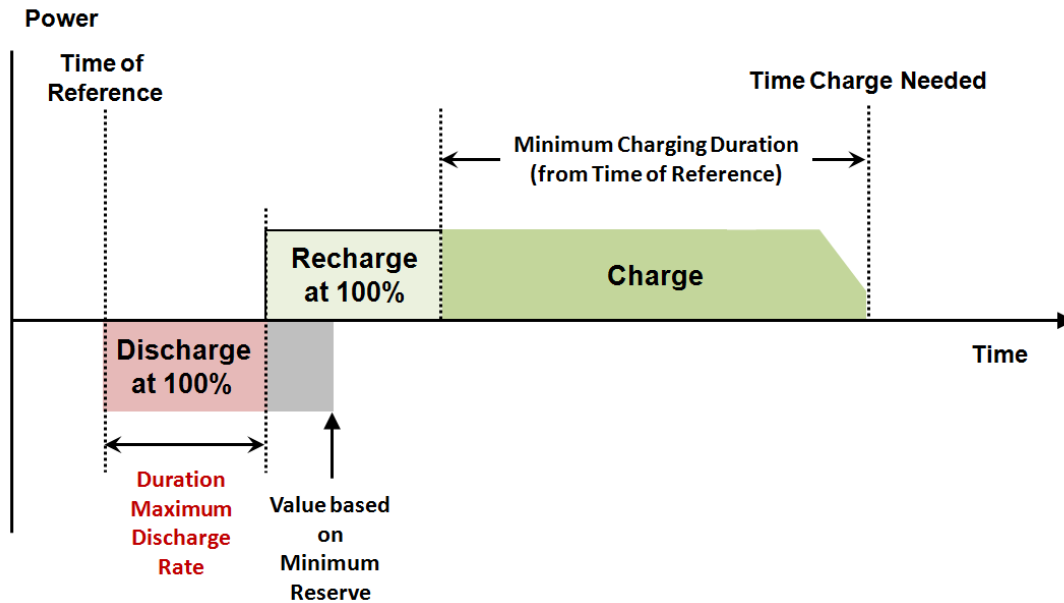 Power
Time of
Reference
Time Charge Needed
Minimum Charging Duration
(from Time of Reference)
Recharge
at 100%
Charge
Discharge
at 100%
Time
Duration
Maximum
Discharge
Rate
Value based
on
Minimum
Reserve